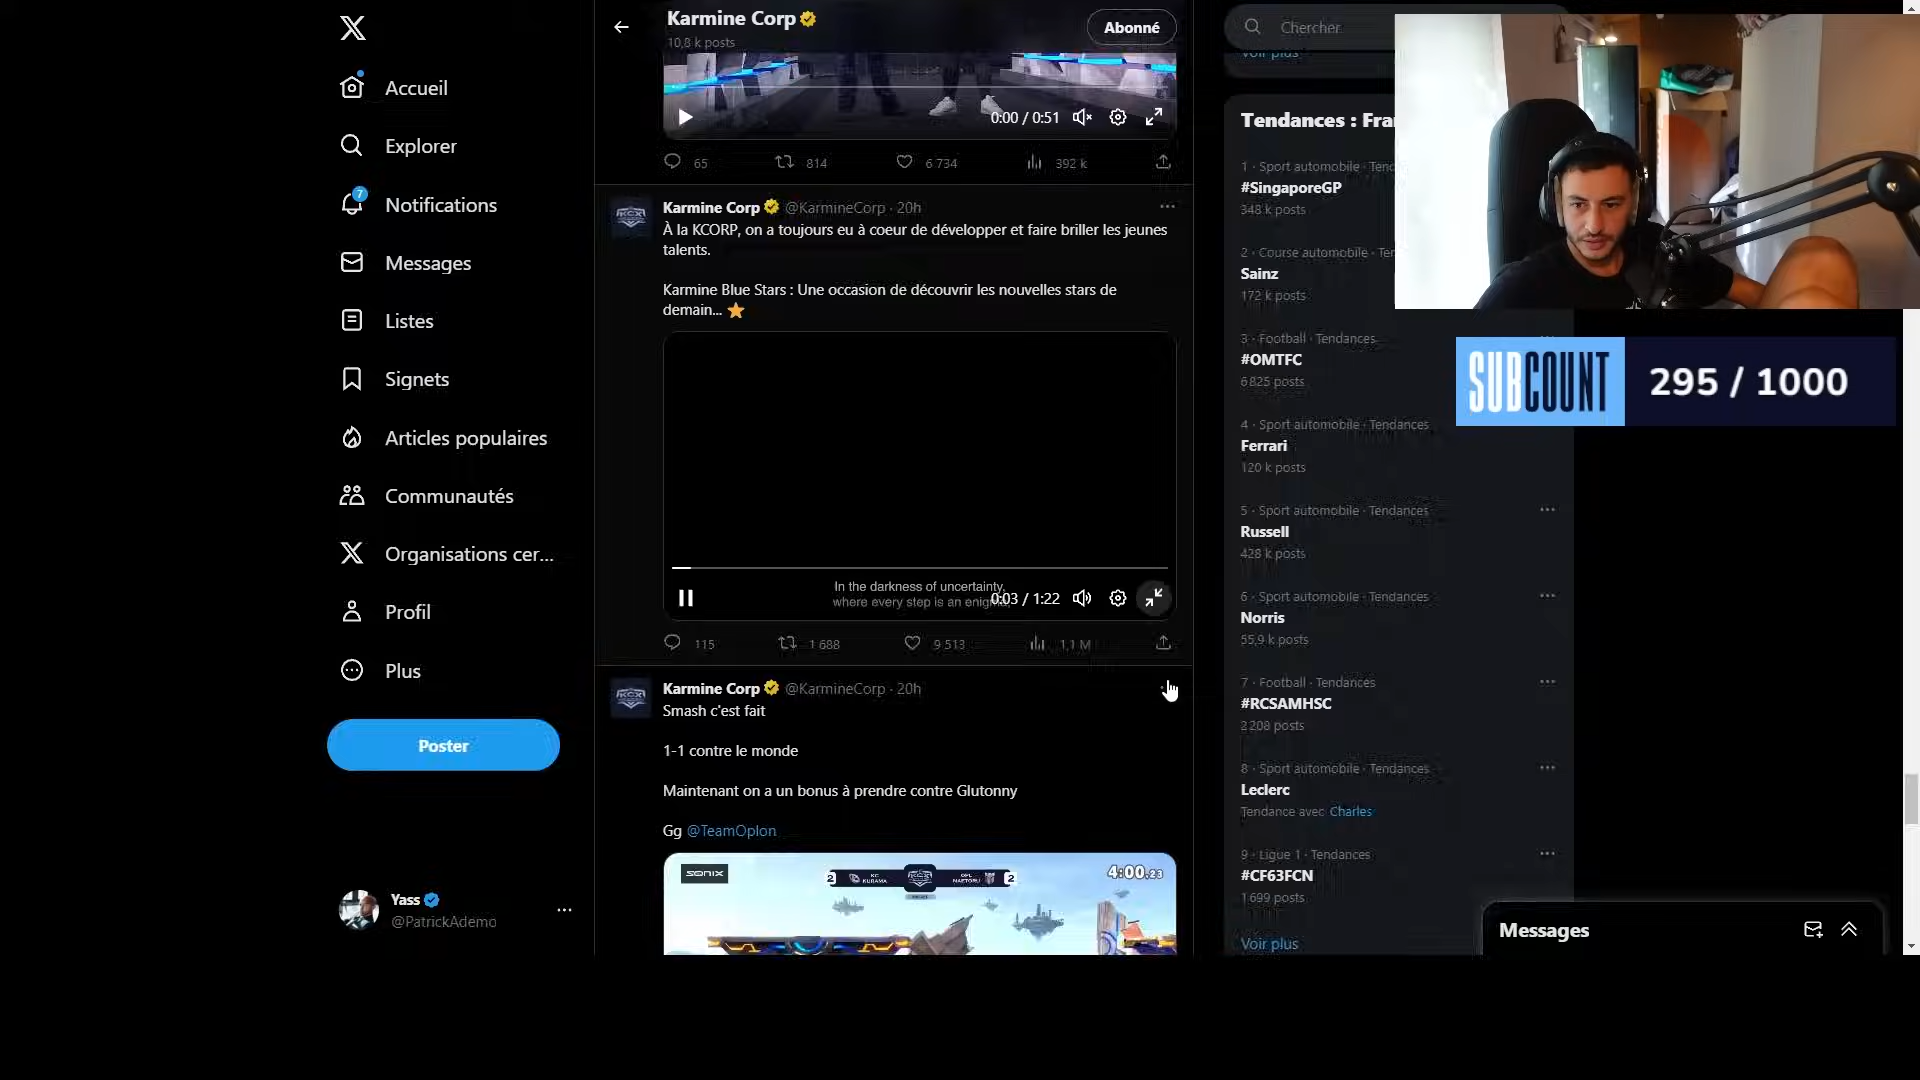 Accueil
Explorer
7
Notifications
Messages
Listes
Signets
Articles populaires
Communautés
Organisations cer...
Profil
Plus
Poster
Yass
@PatrickAdemo
Karmine Corp
10,8 k posts
Abonné
0:00 / 0:51
65
814
6 734
392 k
Karmine Corp @KarmineCorp · 20h
À la KCORP, on a toujours eu à coeur de développer et faire briller les jeunes
talents.
Karmine Blue Stars : Une occasion de découvrir les nouvelles stars de
demain...
In the darkness of uncertainty,
where every step is an enigma,
0:03 / 1:22
115
1 688
9 513
1,1 M
Karmine Corp @KarmineCorp · 20h
Smash c'est fait
1-1 contre le monde
Maintenant on a un bonus à prendre contre Glutonny
Gg @TeamOplon
SONIX
2 KC KURAMA
2
4:00.23
Chercher
Voir plus
Tendances : Fra
1 · Sport automobile · Tend
#SingaporeGP
348 k posts
2 · Course automobile · Ter
Sainz
172 k posts
3 · Football · Tendances
#OMTFC
6 825 posts
4 · Sport automobile · Tendances
Ferrari
120 k posts
5 · Sport automobile · Tendances
Russell
428 k posts
6 · Sport automobile · Tendances
Norris
55,9 k posts
7 · Football · Tendances
#RCSAMHSC
2 208 posts
8 · Sport automobile · Tendances
Leclerc
Tendance avec Charles
9 · Ligue 1 · Tendances
#CF63FCN
1 699 posts
Voir plus
SUBCOUNT
295 / 1000
Messages